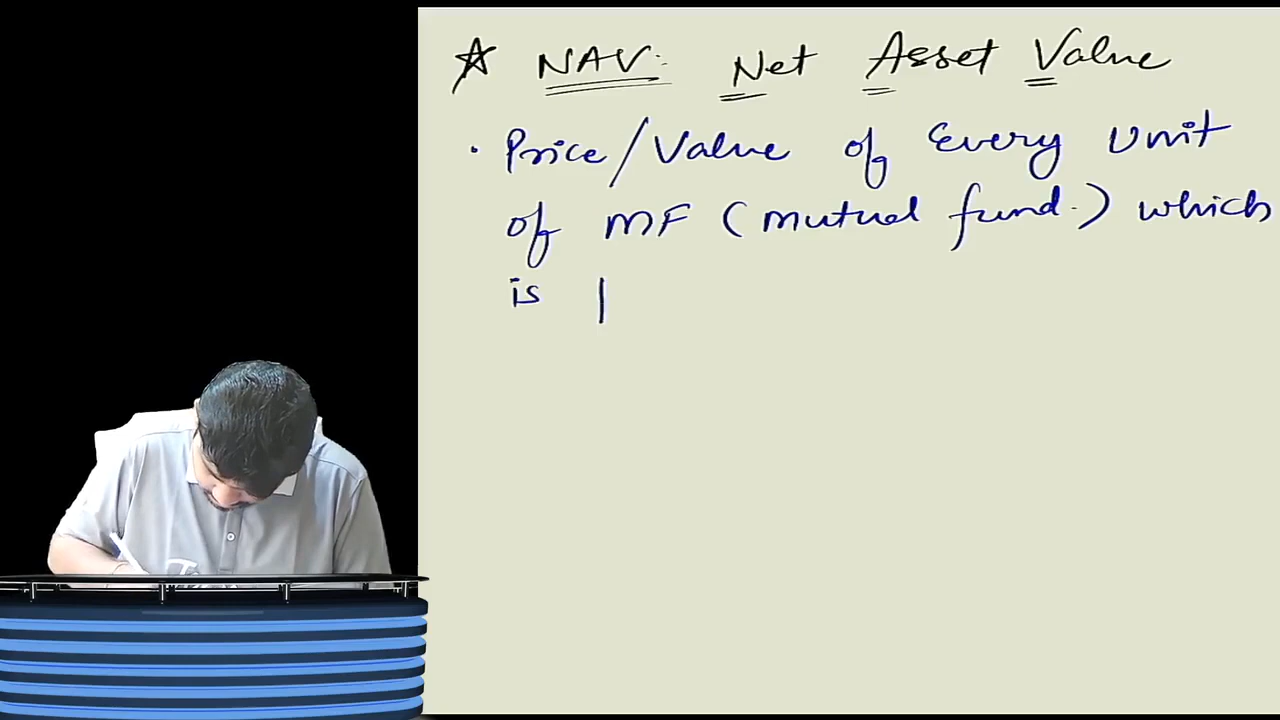 ☆ NAV: Net Asset Value
• Price/Value of Every Unit
of MF (Mutual fund.) which
is